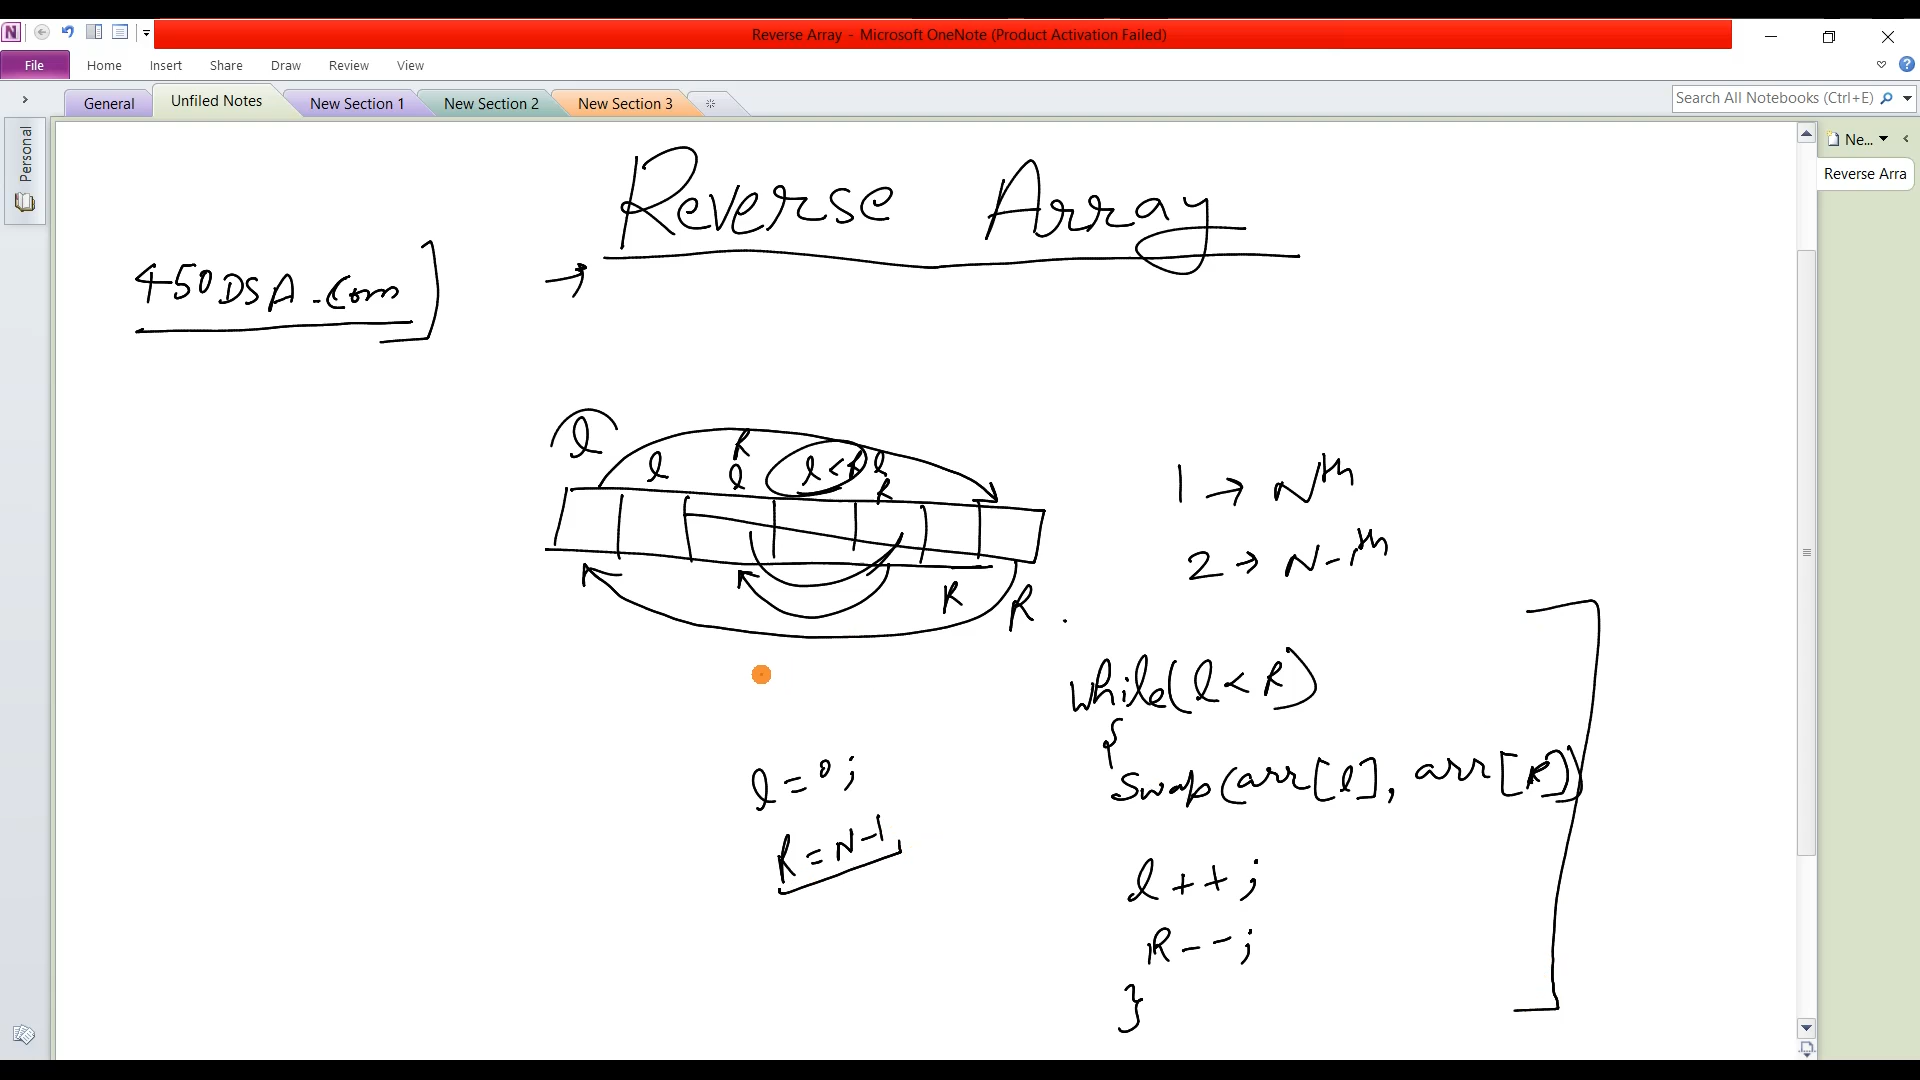 Reverse Array - Microsoft OneNote (Product Activation Failed)
File Home Insert Share Draw Review View
General Unfiled Notes New Section 1 New Section 2 New Section 3
Search All Notebooks (Ctrl+E)
Personal
Ne...
Reverse Arra
Reverse Array
450DSA.com
→
l
R
l l l<R l
R
R R .
1 → Nth
2 → N-1th
while(l<R)
{
swap(arr[l], arr[R])
l=0;
R=N-1
l++;
R--;
}